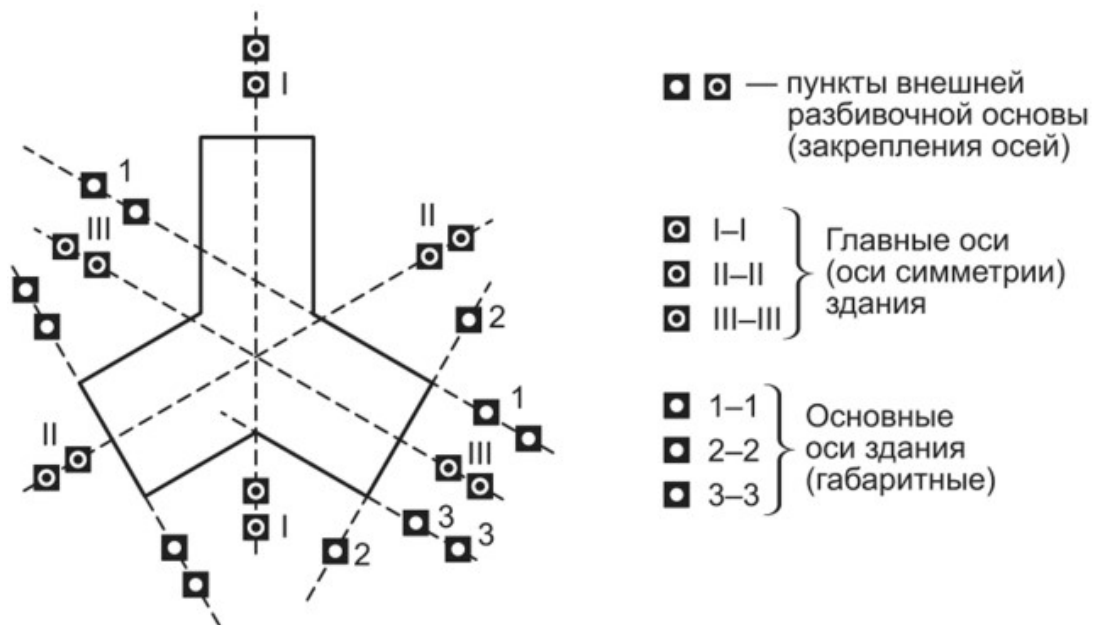 I
1
III
II
2
1
II
III
I
3
3
2
— пункты внешней
разбивочной основы
(закрепления осей)
I–I
II–II
III–III
Главные оси
(оси симметрии)
здания
1–1
2–2
3–3
Основные
оси здания
(габаритные)